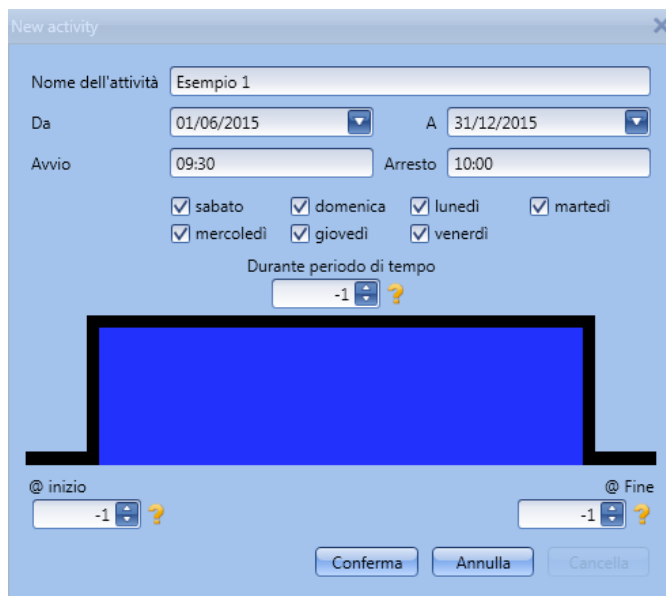 New activity
Nome dell'attività Esempio 1
Da 01/06/2015 A 31/12/2015
Avvio 09:30 Arresto 10:00
sabato domenica lunedì martedì
mercoledì giovedì venerdì
Durante periodo di tempo
-1 ?
@ inizio @ Fine
-1 ? -1 ?
Conferma Annulla Cancella